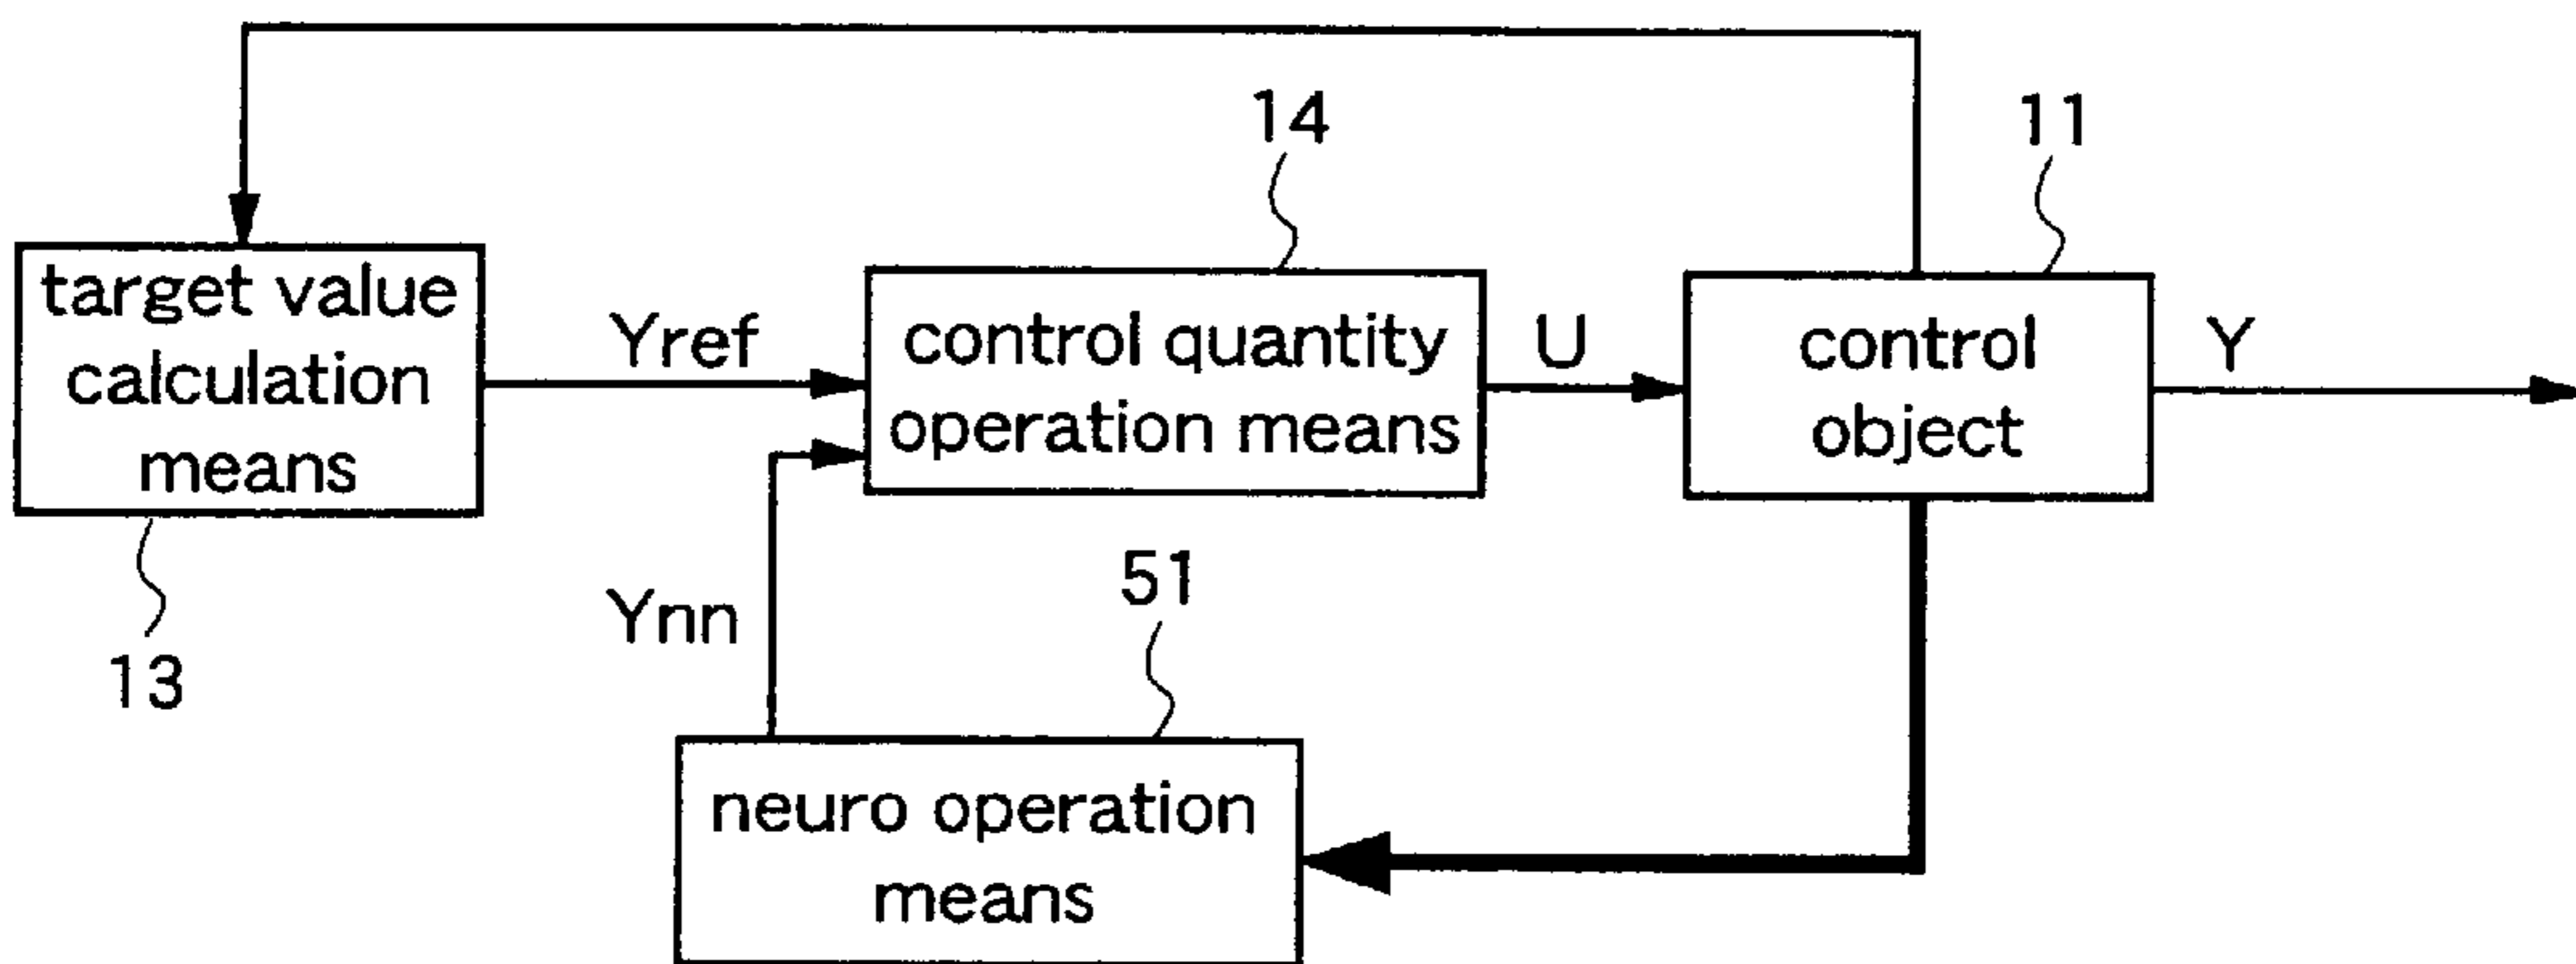 14
11
target value
calculation
means
Yref
control quantity
operation means
U
control
object
Y
13
Ynn
51
neuro operation
means